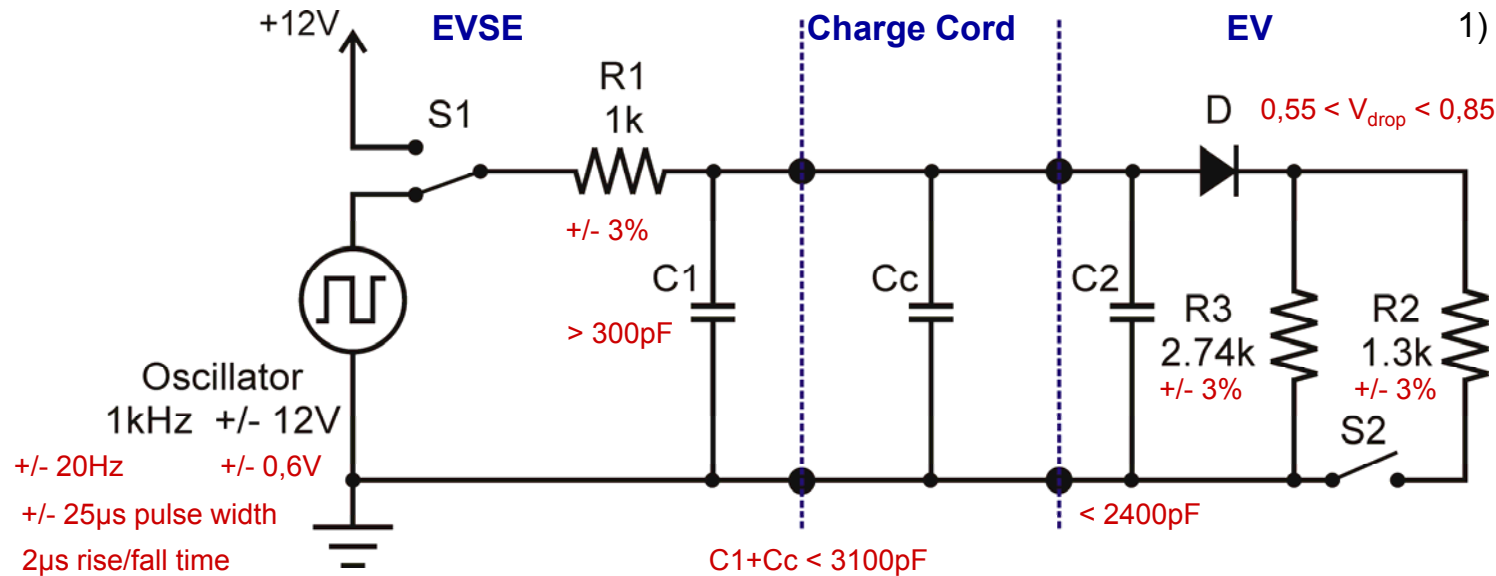 +12V
EVSE
Charge Cord
EV
1)
S1
R1
1k
+/- 3%
D
0,55 < Vdrop < 0,85
C1
> 300pF
Cc
C2
R3
2.74k
+/- 3%
R2
1.3k
+/- 3%
S2
Oscillator
1kHz +/- 12V
+/- 20Hz
+/- 0,6V
+/- 25µs pulse width
2µs rise/fall time
C1+Cc < 3100pF
< 2400pF